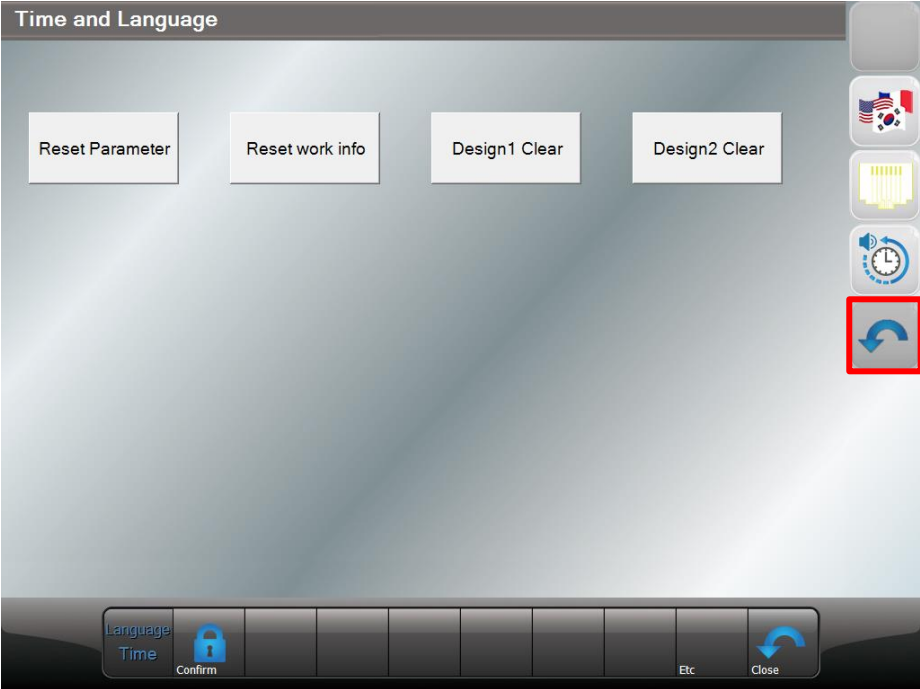 Time and Language
Reset Parameter
Reset work info
Design1 Clear
Design2 Clear
Language
Time
Confirm
Etc
Close